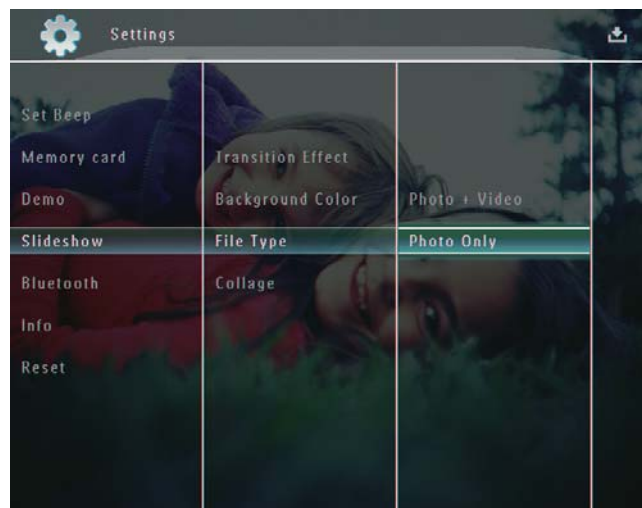 Settings
Set Beep
Memory card
Demo
Slideshow
Bluetooth
Info
Reset
Transition Effect
Background Color
File Type
Collage
Photo + Video
Photo Only